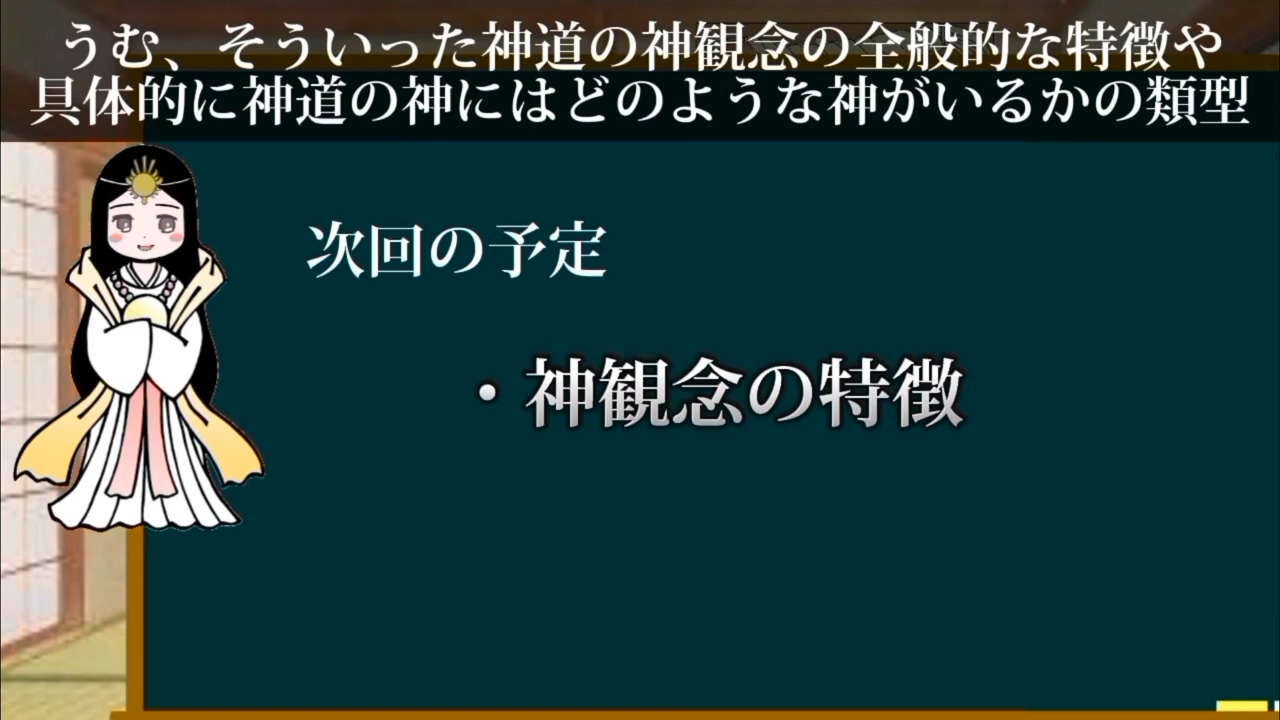 うむ、そういった神道の神観念の全般的な特徴や
具体的に神道の神にはどのような神がいるかの類型
次回の予定
・神観念の特徴